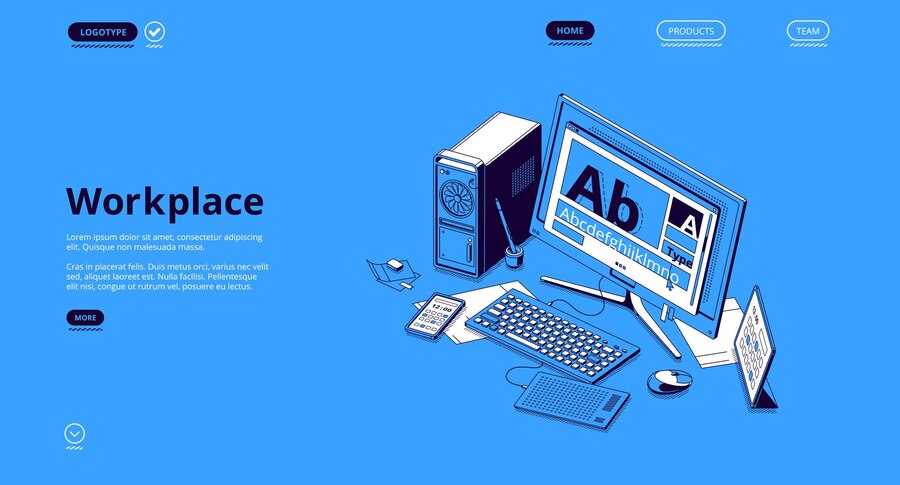 LOGOTYPE
HOME
PRODUCTS
TEAM
Workplace
Lorem ipsum dolor sit amet, consectetur adipiscing
elit. Quisque non malesuada massa.
Cras in placerat felis. Duis metus orci, varius nec velit
sed, aliquet laoreet est. Nulla facilisi. Pellentesque
elit nisi, congue ut rutrum vel, posuere eu lectus.
MORE
Ab
A
Abcdefghijklmno
Type
12:00